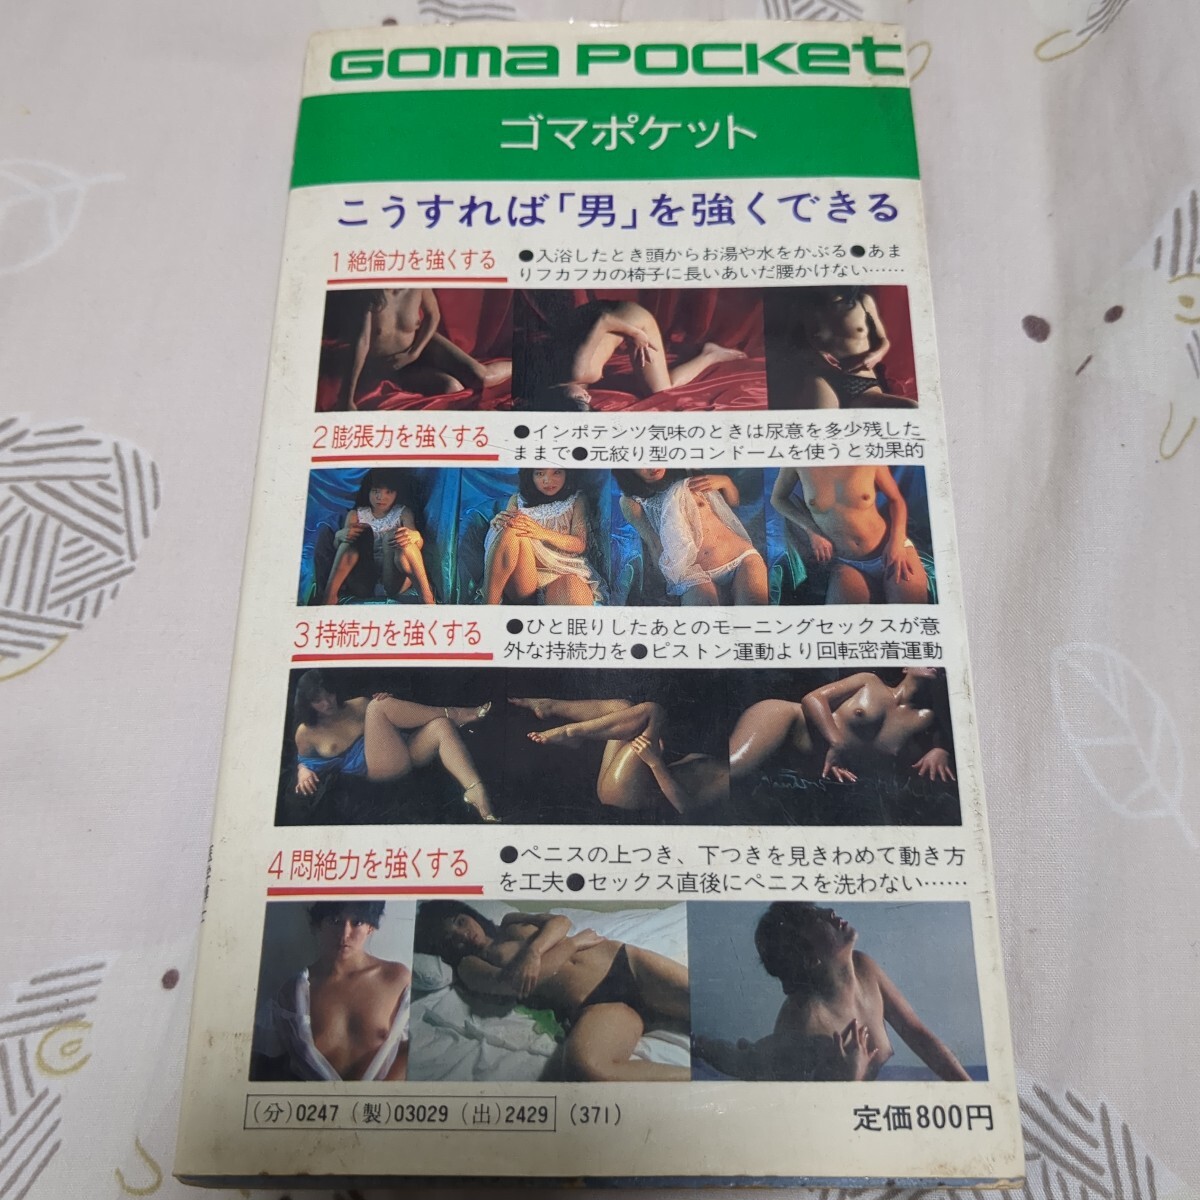 GOMA POCKET
ゴマポケット
こうすれば「男」を強くできる
1絶倫力を強くする
●入浴したとき頭からお湯や水をかぶる●あま
りフカフカの椅子に長いあいだ腰かけない……
2膨張力を強くする
●インポテンツ気味のときは尿意を多少残した
ままで●元絞り型のコンドームを使うと効果的
3持続力を強くする
●ひと眠りしたあとのモーニングセックスが意
外な持続力を●ピストン運動より回転密着運動
4悶絶力を強くする
●ペニスの上つき、下つきを見きわめて動き方
を工夫●セックス直後にペニスを洗わない……
(分)0247 (製)03029 (出)2429 (371)
定価800円